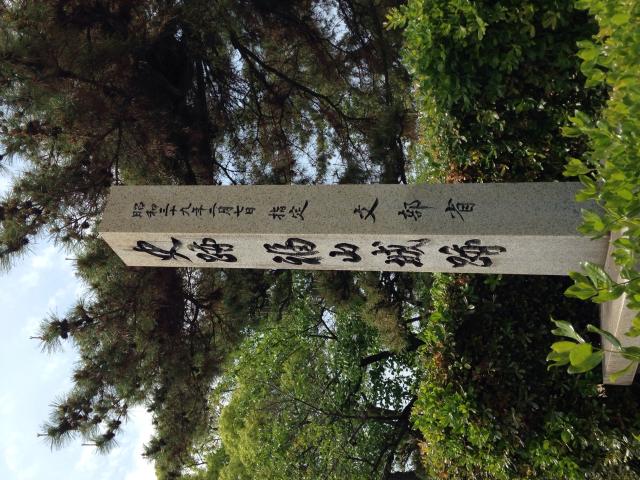 史跡 福山城跡
昭和三十九年二月七日 指定 文部省